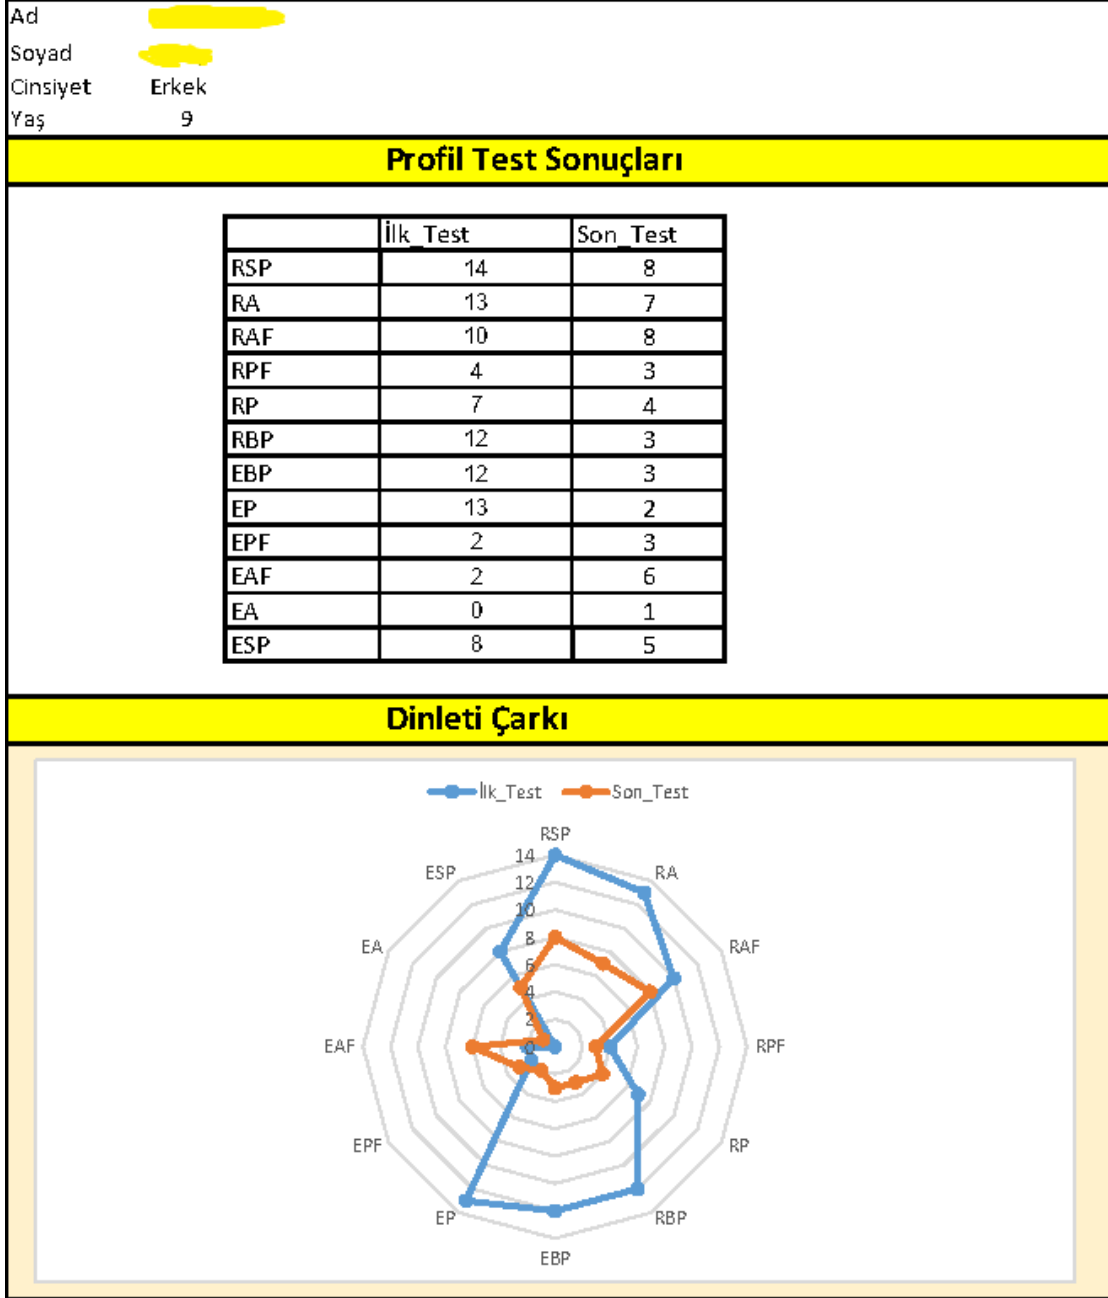 Ad
Soyad
Cinsiyet Erkek
Yaş 9
Profil Test Sonuçları
İlk_Test Son_Test
RSP 14 8
RA 13 7
RAF 10 8
RPF 4 3
RP 7 4
RBP 12 3
EBP 12 3
EP 13 2
EPF 2 3
EAF 2 6
EA 0 1
ESP 8 5
Dinleti Çarkı
İlk_Test Son_Test
RSP
14
ESP RA
12
10
EA 8 RAF
6
4
2
EAF 0 RPF
EPF RP
EP RBP
EBP